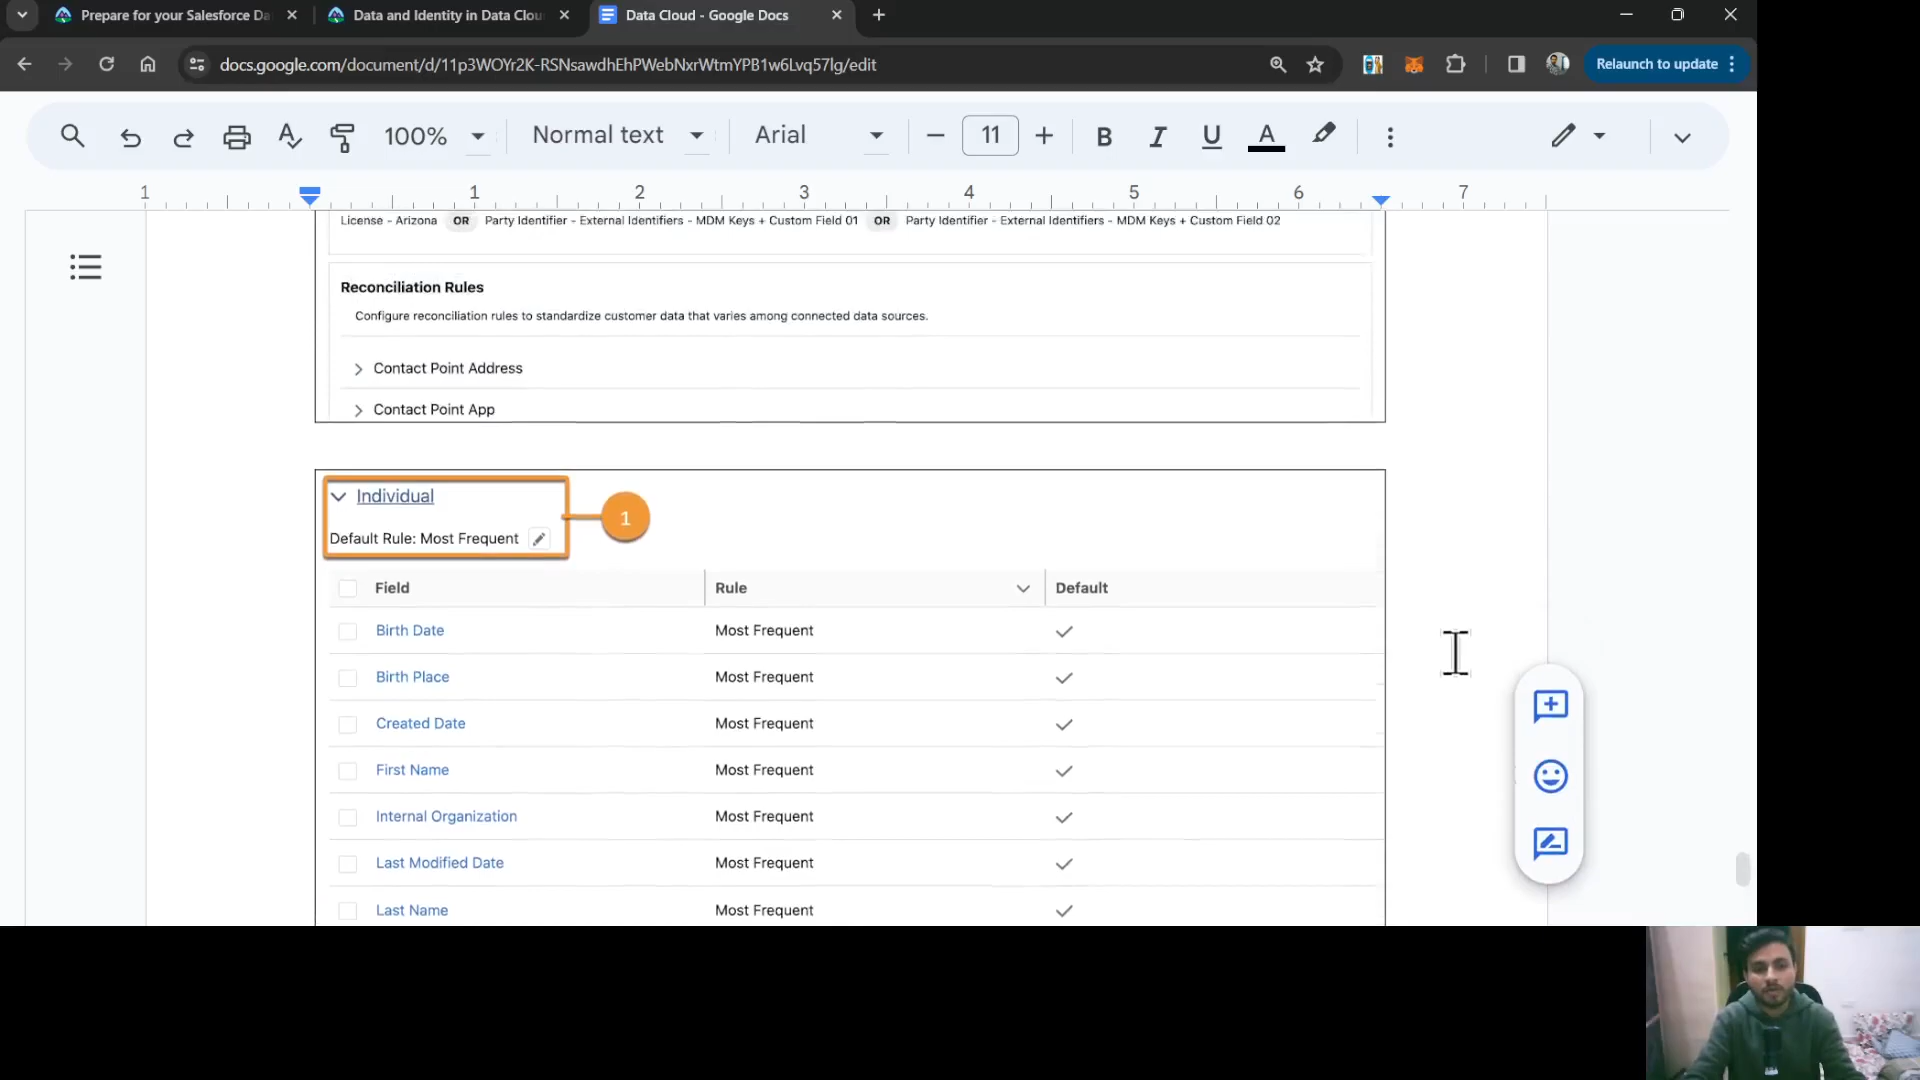 Prepare for your Salesforce Da
Data and Identity in Data Clou
Data Cloud - Google Docs
docs.google.com/document/d/11p3WOYr2K-RSNsawdhEhPWebNxrWtmYPB1w6Lvq57lg/edit
Relaunch to update
100%
Normal text
Arial
11
B
I
U
A
1 1 2 3 4 5 6 7
License - Arizona OR Party Identifier - External Identifiers - MDM Keys + Custom Field 01 OR Party Identifier - External Identifiers - MDM Keys + Custom Field 02
Reconciliation Rules
Configure reconciliation rules to standardize customer data that varies among connected data sources.
Contact Point Address
Contact Point App
Individual
1
Default Rule: Most Frequent
Field Rule Default
Birth Date Most Frequent
Birth Place Most Frequent
Created Date Most Frequent
First Name Most Frequent
Internal Organization Most Frequent
Last Modified Date Most Frequent
Last Name Most Frequent